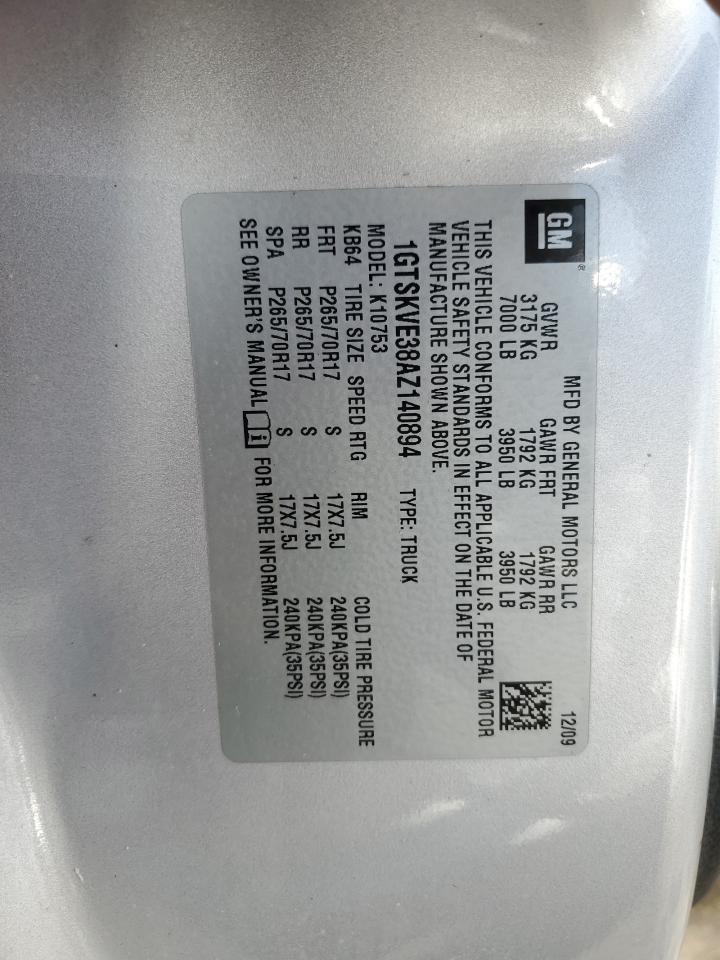 GM ®
MFD BY GENERAL MOTORS LLC 12/09
GVWR GAWR FRT GAWR RR
3175 KG 1792 KG 1792 KG
7000 LB 3950 LB 3950 LB
THIS VEHICLE CONFORMS TO ALL APPLICABLE U.S. FEDERAL MOTOR
VEHICLE SAFETY STANDARDS IN EFFECT ON THE DATE OF
MANUFACTURE SHOWN ABOVE.
1GTSKVE38AZ140894 TYPE: TRUCK
MODEL: K10753
KB64 TIRE SIZE SPEED RTG RIM COLD TIRE PRESSURE
FRT P265/70R17 S 17X7.5J 240KPA(35PSI)
RR P265/70R17 S 17X7.5J 240KPA(35PSI)
SPA P265/70R17 S 17X7.5J 240KPA(35PSI)
SEE OWNER'S MANUAL i FOR MORE INFORMATION.